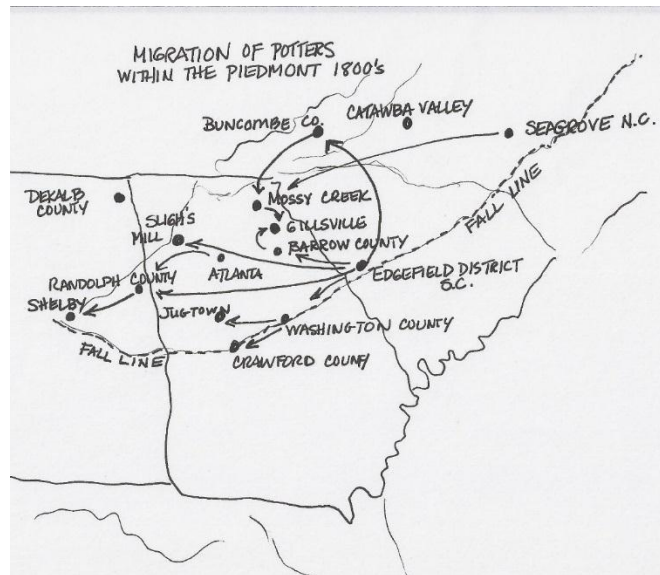 MIGRATION OF POTTERS
WITHIN THE PIEDMONT 1800's
BUNCOMBE CO.
CATAWBA VALLEY
SEAGROVE N.C.
DEKALB
COUNTY
MOSSY CREEK
SLIGH'S
MILL
GILLSVILLE
BARROW COUNTY
FALL LINE
ATLANTA
EDGEFIELD DISTRICT
S.C.
RANDOLPH COUNTY
SHELBY
JUGTOWN
WASHINGTON COUNTY
FALL LINE
CRAWFORD COUNTY